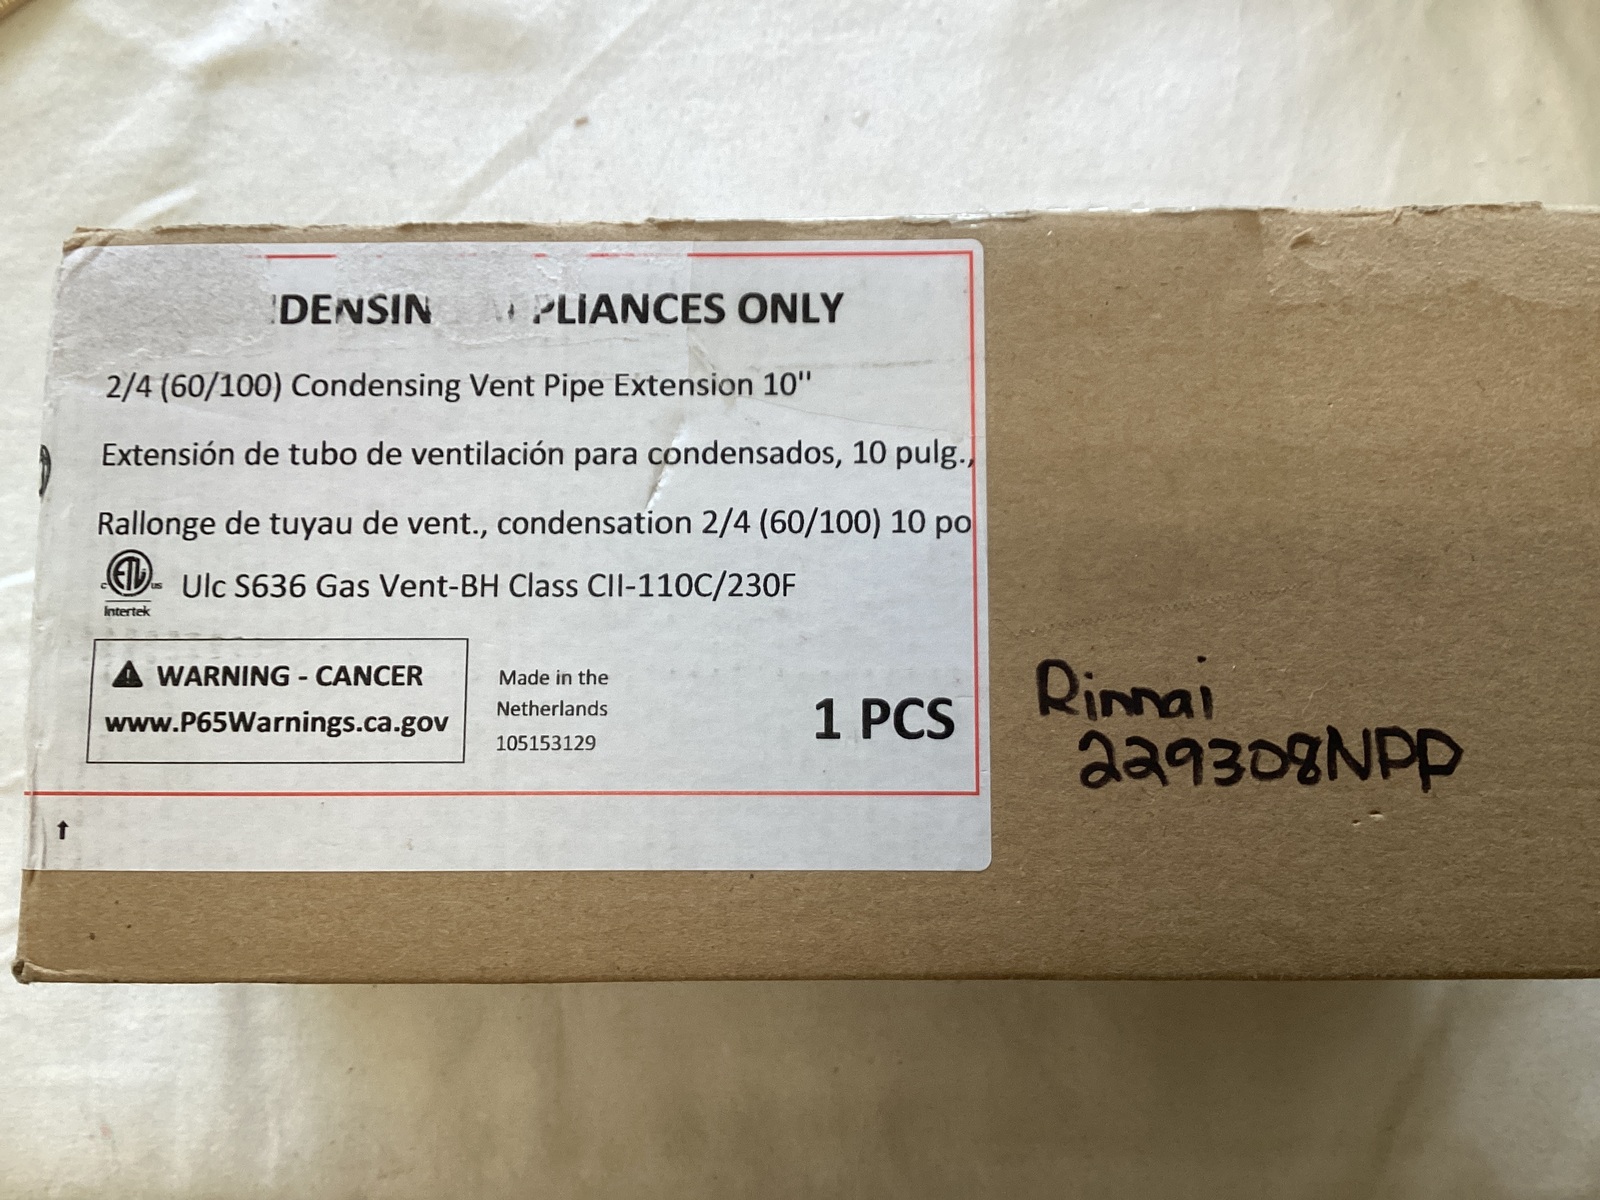 PLIANCES ONLY
2/4 (60/100) Condensing Vent Pipe Extension 10"
Extensión de tubo de ventilación para condensados, 10 pulg.,
Rallonge de tuyau de vent., condensation 2/4 (60/100) 10 po
c ETL us Intertek
Ulc S636 Gas Vent-BH Class CII-110C/230F
WARNING - CANCER
www.P65Warnings.ca.gov
Made in the
Netherlands
105153129
1 PCS
Rinnai
229308NPP